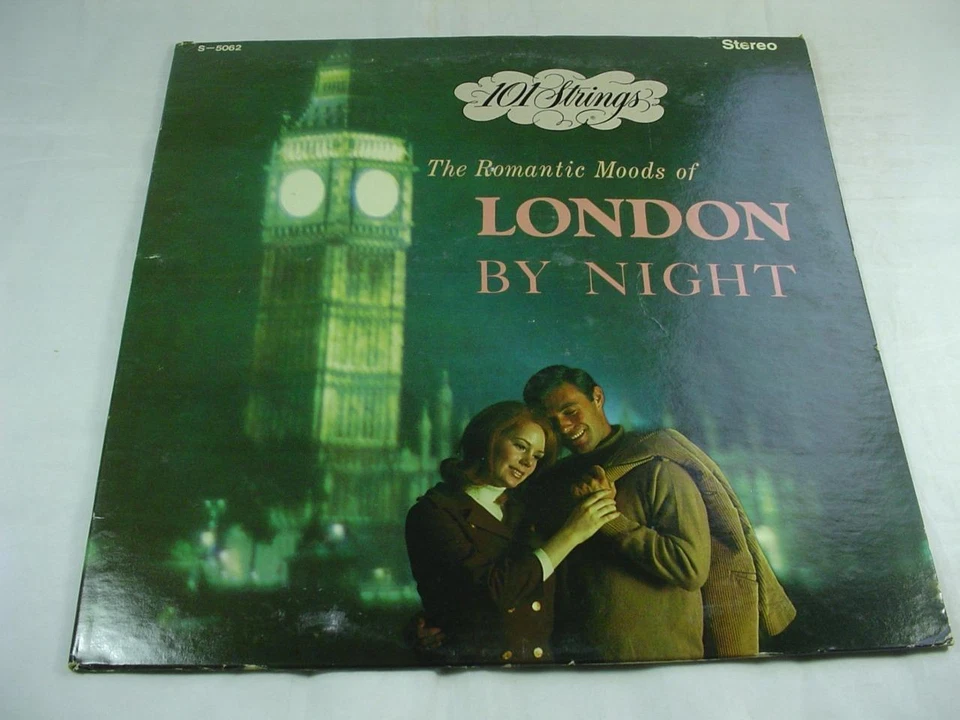 S-5062
Stereo
101 Strings
The Romantic Moods of
LONDON
BY NIGHT